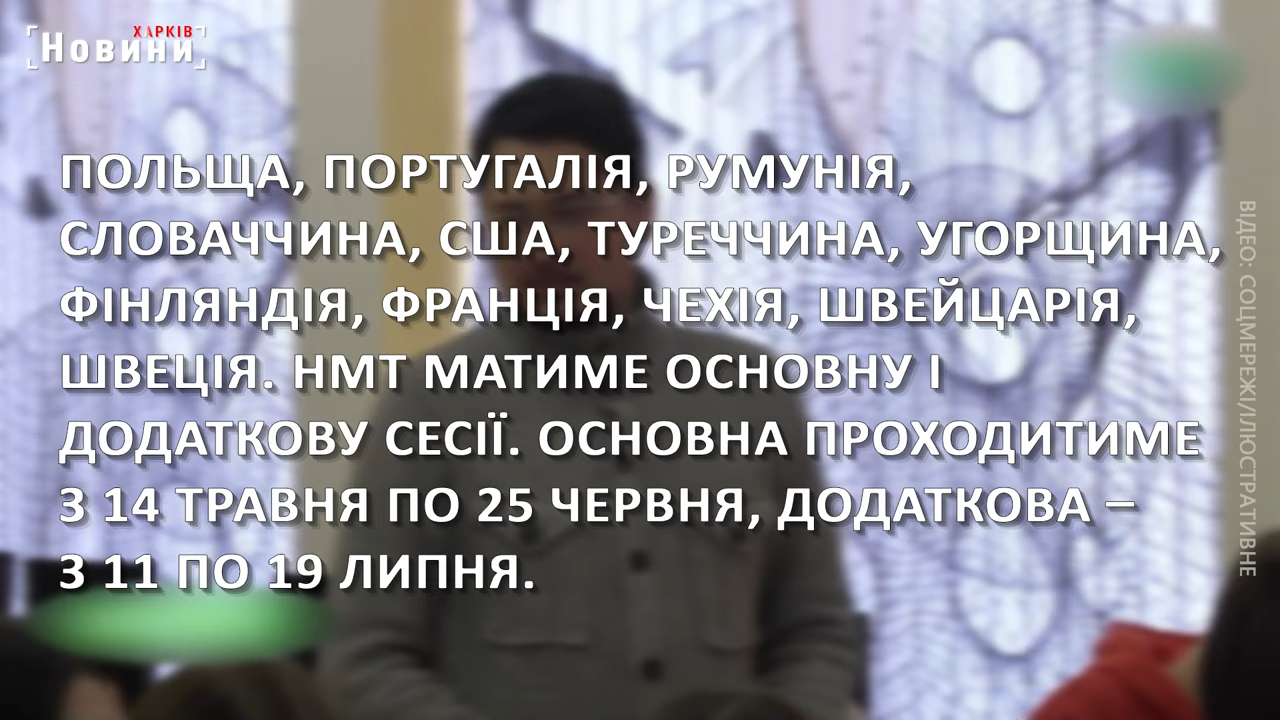 ХАРКІВ
Новини
ПОЛЬЩА, ПОРТУГАЛІЯ, РУМУНІЯ,
СЛОВАЧЧИНА, США, ТУРЕЧЧИНА, УГОРЩИНА,
ФІНЛЯНДІЯ, ФРАНЦІЯ, ЧЕХІЯ, ШВЕЙЦАРІЯ,
ШВЕЦІЯ. НМТ МАТИМЕ ОСНОВНУ І
ДОДАТКОВУ СЕСІЇ. ОСНОВНА ПРОХОДИТИМЕ
З 14 ТРАВНЯ ПО 25 ЧЕРВНЯ, ДОДАТКОВА –
З 11 ПО 19 ЛИПНЯ.
ВІДЕО: СОЦМЕРЕЖІ/ІЛЮСТРАТИВНЕ